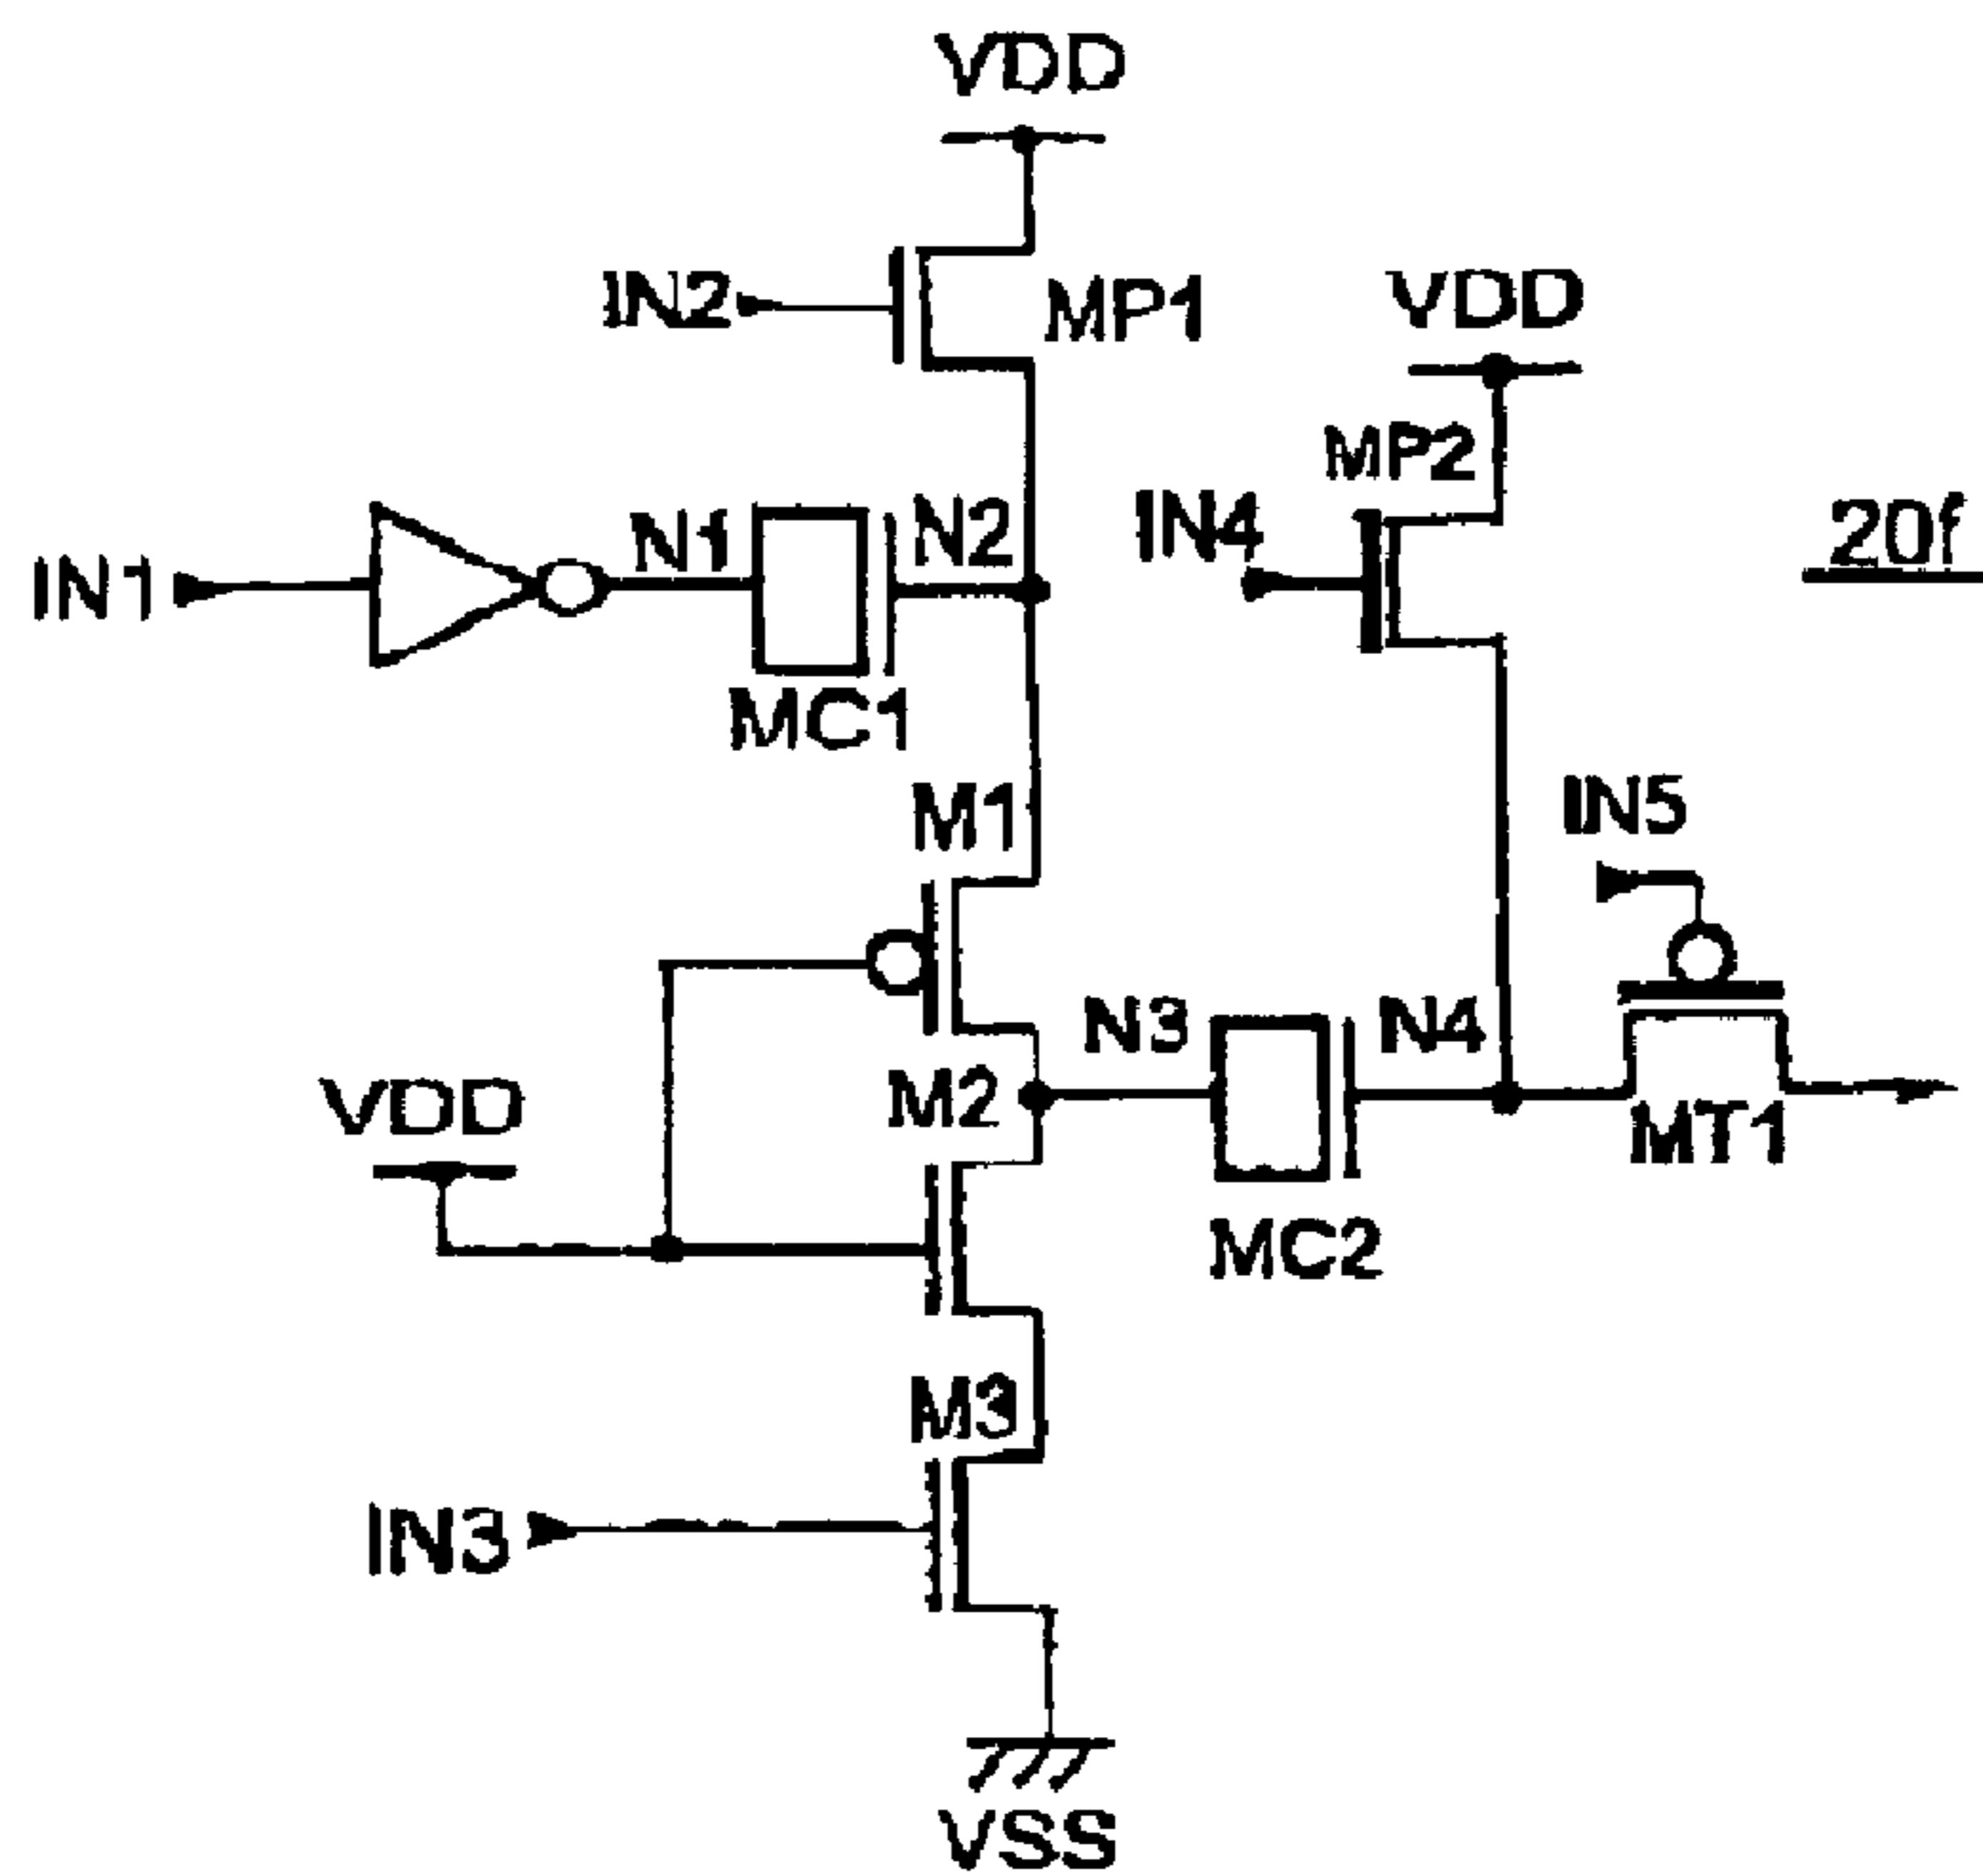 VDD
IN2
MP1
VDD
MP2
IN1
N1
N2
IN4
20f
MC1
M1
IN5
N3
N4
M2
VDD
MT1
MC2
M3
IN3
VSS